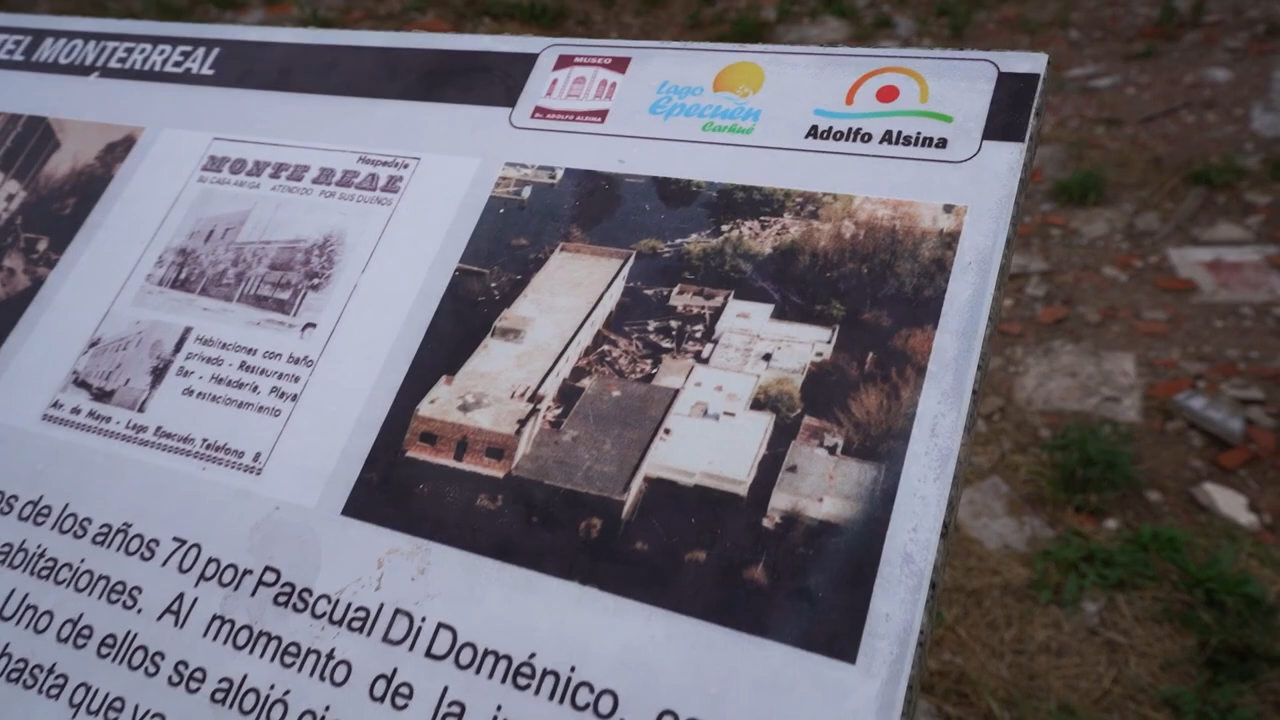 TEL MONTERREAL
MUSEO
Dr. ADOLFO ALSINA
Lago
Epecuén
Carhué
Adolfo Alsina
Hospedaje
MONTE REAL
SU CASA AMIGA ATENDIDO POR SUS DUEÑOS
Habitaciones con baño
privado - Restaurante
Bar - Heladería, Playa
de estacionamiento
Av. de Mayo - Lago Epecuén, Telefono 8.
os de los años 70 por Pascual Di Doménico,
abitaciones. Al momento de la
Uno de ellos se alojó
hasta que